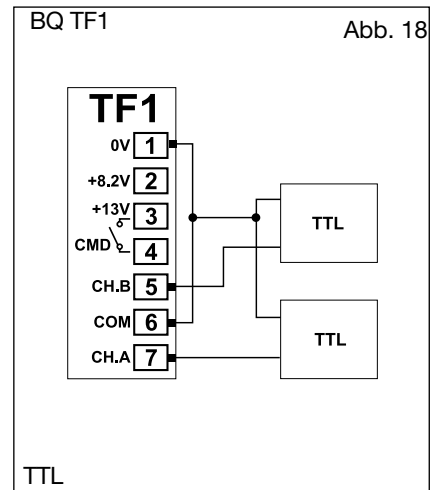 BQ TF1
Abb. 18
TF1
0V 1
+8.2V 2
+13V 3
CMD 4
CH.B 5
COM 6
CH.A 7
TTL
TTL
TTL